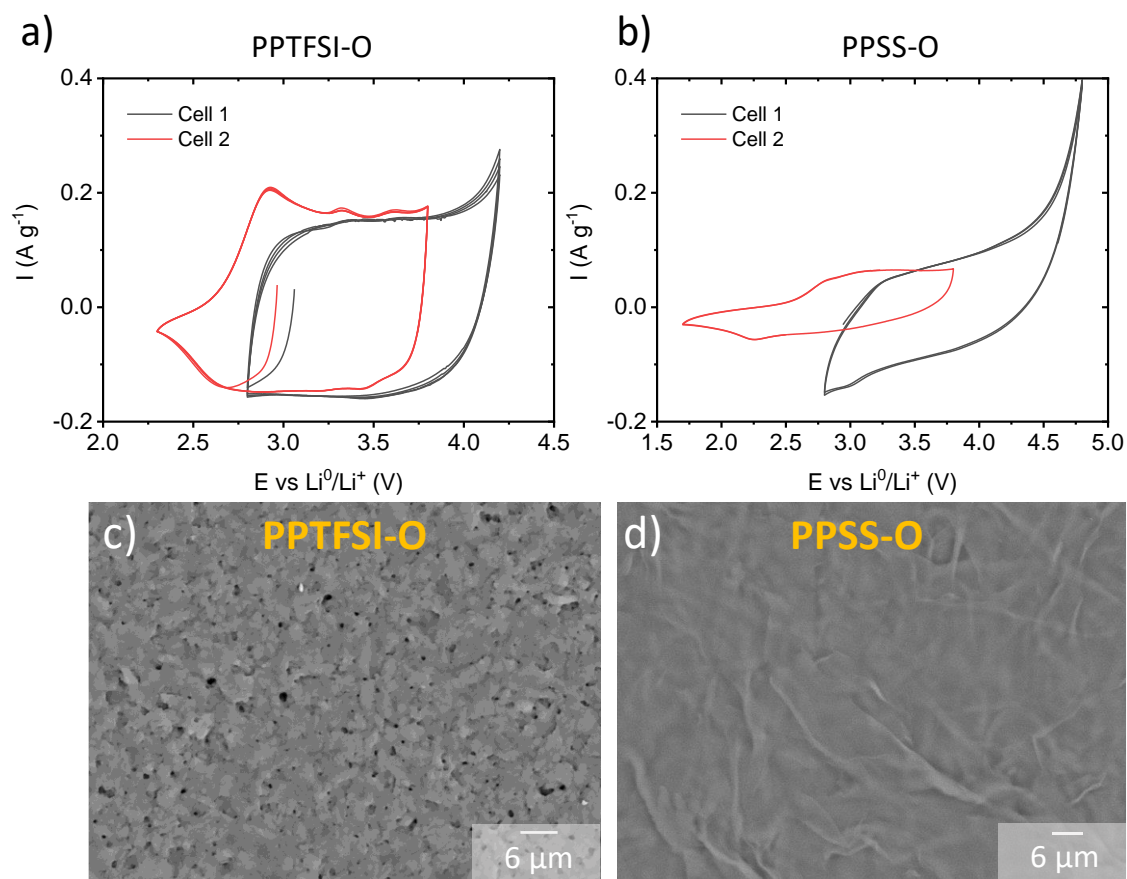 a)
PPTFSI-O
0.4
0.2
0.0
-0.2
I (A g⁻¹)
Cell 1
Cell 2
2.0 2.5 3.0 3.5 4.0 4.5
E vs Li⁰/Li⁺ (V)
b)
PPSS-O
0.4
0.2
0.0
-0.2
I (A g⁻¹)
Cell 1
Cell 2
1.5 2.0 2.5 3.0 3.5 4.0 4.5 5.0
E vs Li⁰/Li⁺ (V)
c)
PPTFSI-O
6 µm
d)
PPSS-O
6 µm